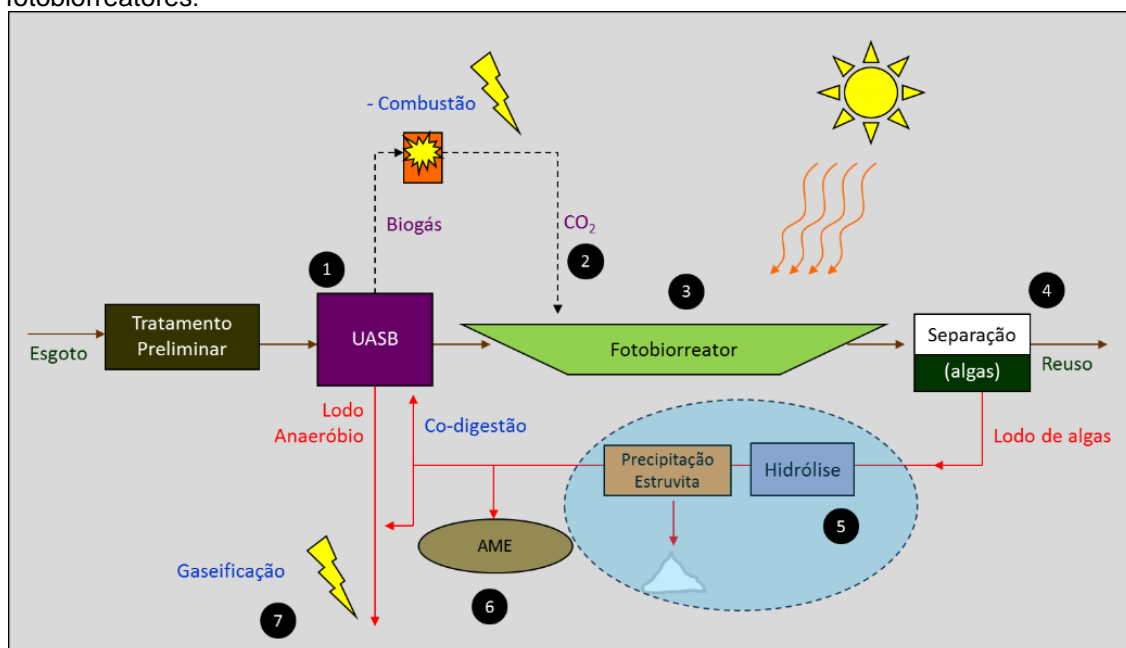 fotobiorreatores.
- Combustão
Biogás
CO₂
1
2
3
4
Tratamento
Preliminar
UASB
Fotobiorreator
Separação
(algas)
Esgoto
Reuso
Lodo
Anaeróbio
Co-digestão
Precipitação
Estruvita
Hidrólise
Lodo de algas
5
AME
Gaseificação
6
7